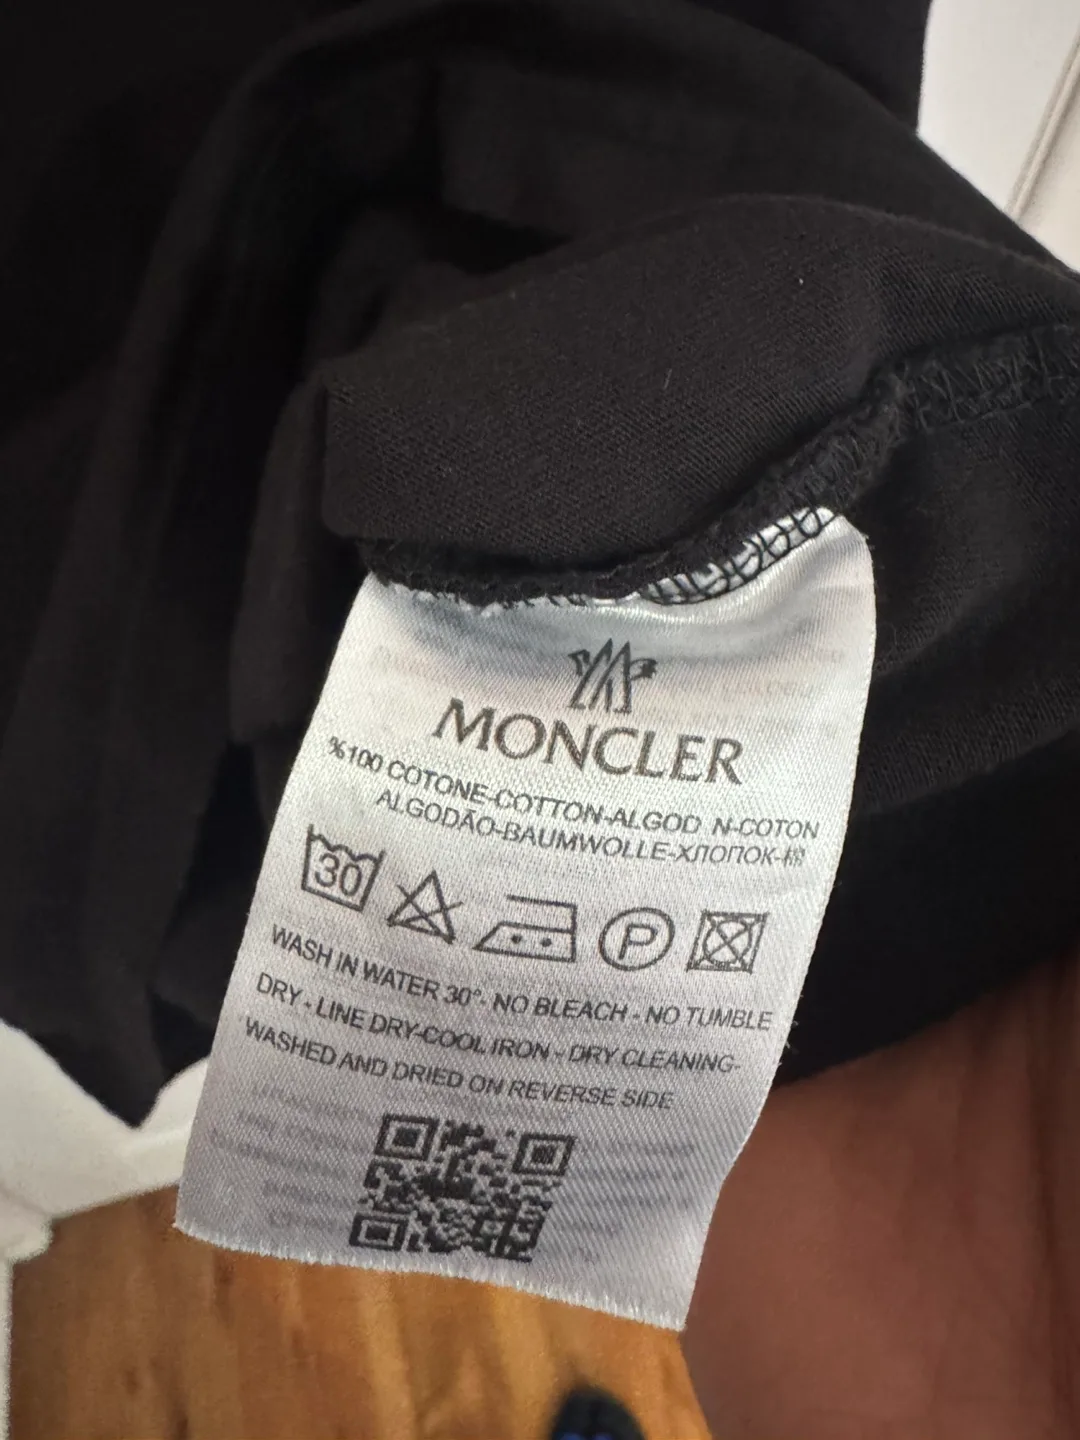 MONCLER
%100 COTONE-COTTON-ALGOD N-COTON
ALGODÃO-BAUMWOLLE-ХЛОПОК-棉
30
P
WASH IN WATER 30°- NO BLEACH - NO TUMBLE
DRY - LINE DRY-COOL IRON - DRY CLEANING-
WASHED AND DRIED ON REVERSE SIDE